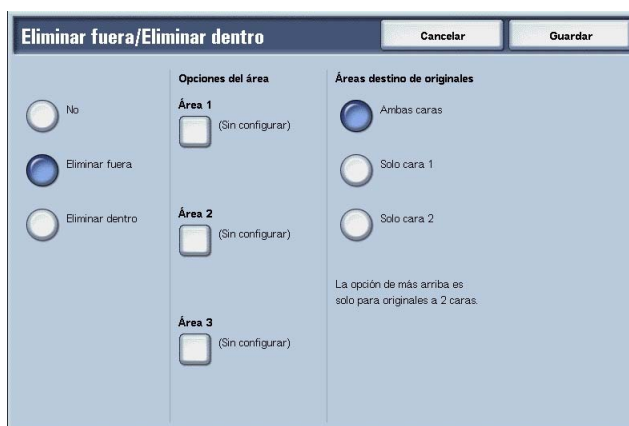 Eliminar fuera/Eliminar dentro
Cancelar
Guardar
No
Eliminar fuera
Eliminar dentro
Opciones del área
Área 1
(Sin configurar)
Área 2
(Sin configurar)
Área 3
(Sin configurar)
Áreas destino de originales
Ambas caras
Solo cara 1
Solo cara 2
La opción de más arriba es
solo para originales a 2 caras.